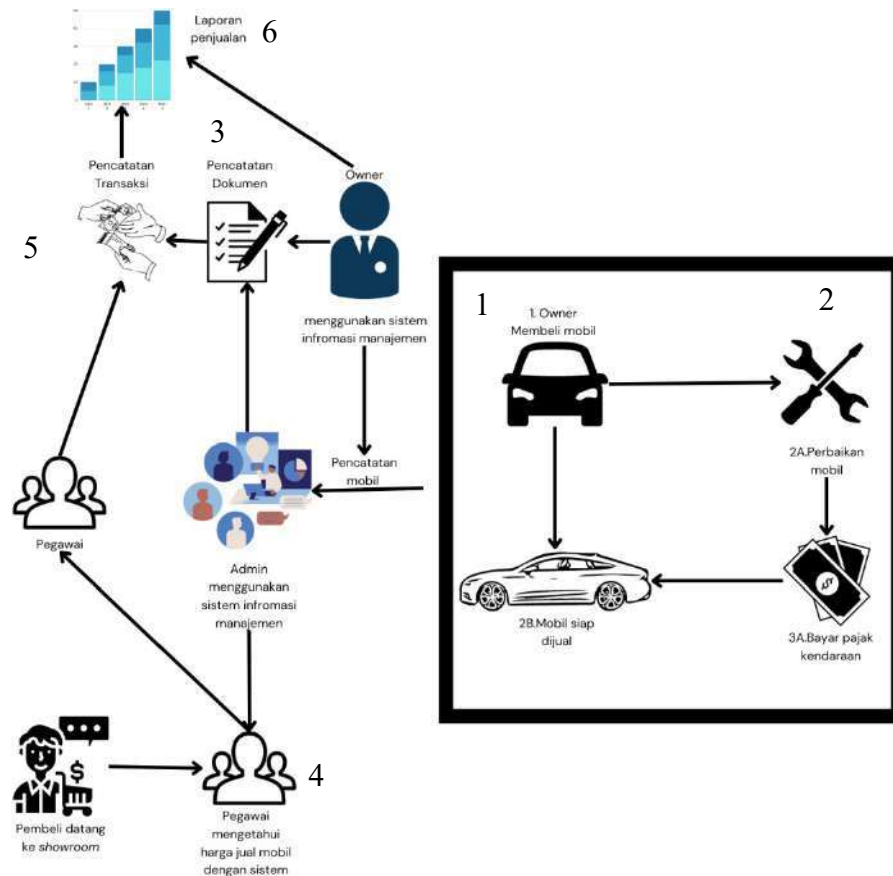 Laporan
penjualan
6
3
Pencatatan
Transaksi
Pencatatan
Dokumen
Owner
5
menggunakan sistem
infromasi manajemen
1
2
1. Owner
Membeli mobil
2A.Perbaikan
mobil
Pencatatan
mobil
Pegawai
Admin
menggunakan
sistem infromasi
manajemen
2B.Mobil siap
dijual
3A.Bayar pajak
kendaraan
4
$
Pembeli datang
ke showroom
Pegawai
mengetahui
harga jual mobil
dengan sistem